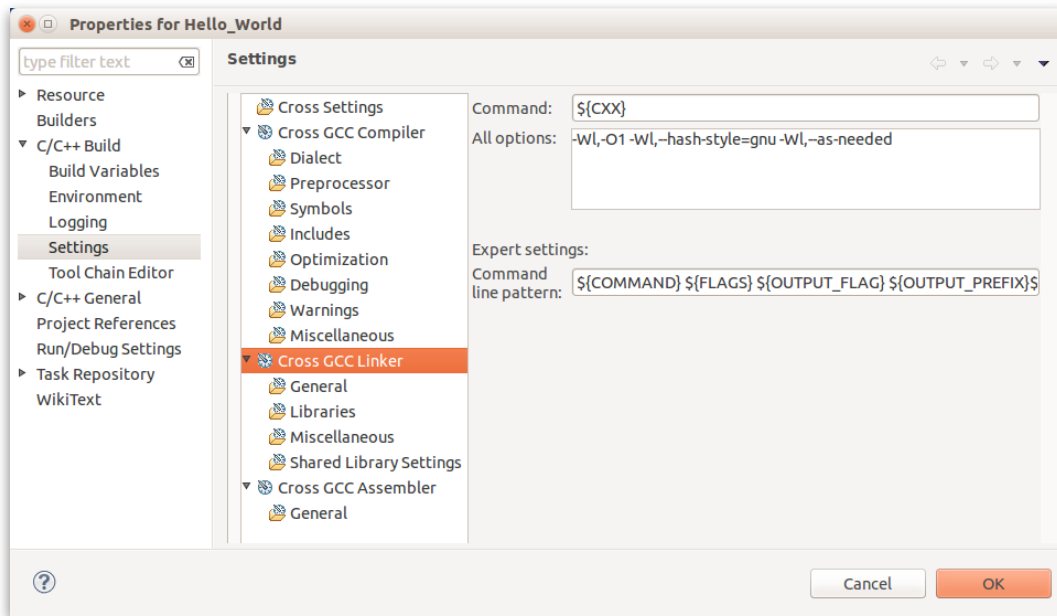 Properties for Hello_World
type filter text
Settings
Resource
Builders
C/C++ Build
Build Variables
Environment
Logging
Settings
Tool Chain Editor
C/C++ General
Project References
Run/Debug Settings
Task Repository
WikiText
Cross Settings
Cross GCC Compiler
Dialect
Preprocessor
Symbols
Includes
Optimization
Debugging
Warnings
Miscellaneous
Cross GCC Linker
General
Libraries
Miscellaneous
Shared Library Settings
Cross GCC Assembler
General
Command: ${CXX}
All options: -Wl,-O1 -Wl,--hash-style=gnu -Wl,--as-needed
Expert settings:
Command
line pattern: ${COMMAND} ${FLAGS} ${OUTPUT_FLAG} ${OUTPUT_PREFIX}$
Cancel
OK